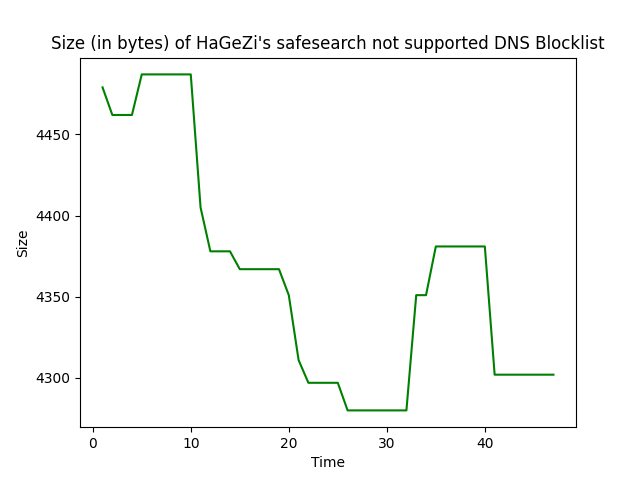 Size (in bytes) of HaGeZi's safesearch not supported DNS Blocklist
4450
4400
4350
4300
Size
0 10 20 30 40
Time